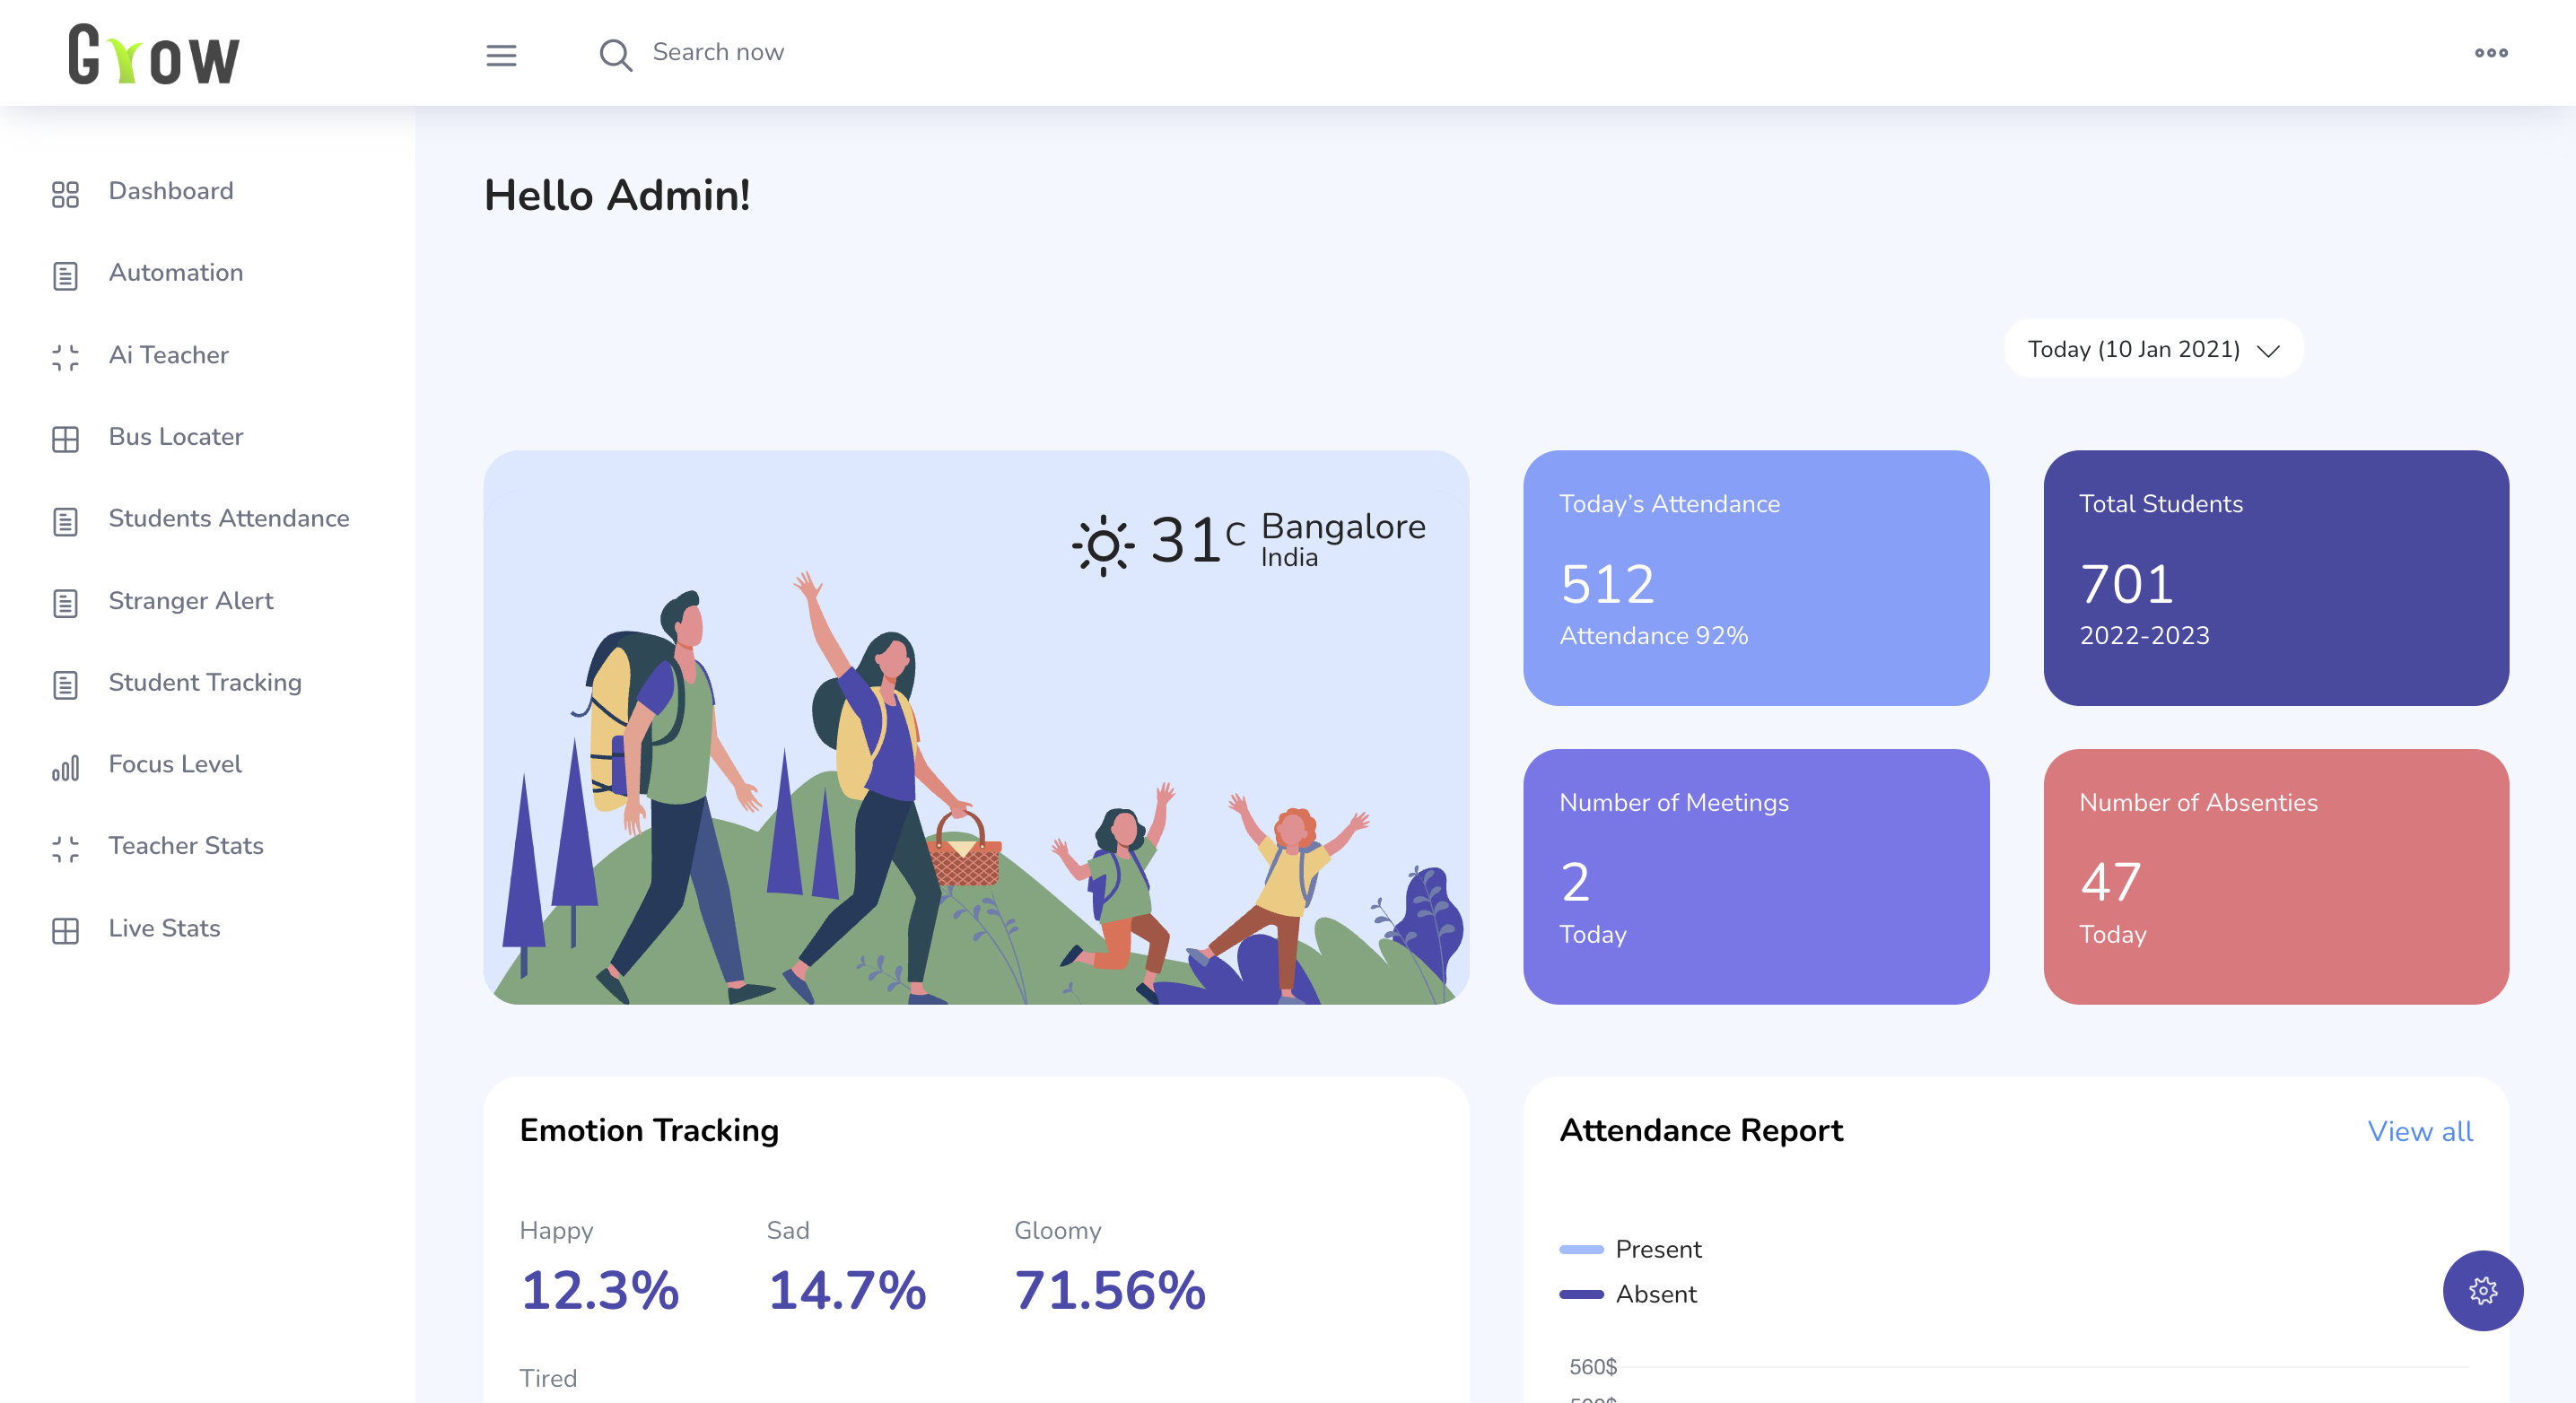 Grow
Search now
Dashboard
Automation
Ai Teacher
Bus Locater
Students Attendance
Stranger Alert
Student Tracking
Focus Level
Teacher Stats
Live Stats
Hello Admin!
Today (10 Jan 2021)
31C Bangalore
India
Today’s Attendance
512
Attendance 92%
Total Students
701
2022-2023
Number of Meetings
2
Today
Number of Absenties
47
Today
Emotion Tracking
Happy
12.3%
Sad
14.7%
Gloomy
71.56%
Tired
Attendance Report
View all
Present
Absent
560$